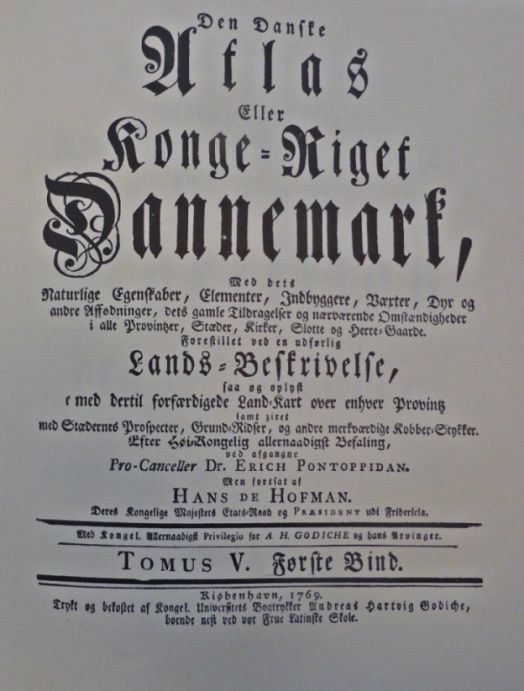 Den Danske
Atlas
Eller
Konge-Riget
Dannemark,
Med dets
Naturlige Egenskaber, Elementer, Indbyggere, Væxter, Dyr og
andre Affødninger, dets gamle Tildragelser og nærværende Omstændigheder
i alle Provintzer, Stæder, Kirker, Slotte og Herre-Gaarde.
Forestillet ved en udførlig
Lands-Beskrivelse,
saa og oplyst
med dertil forfærdigede Land-Kart over enhver Provintz
samt ziret
med Stædernes Prospecter, Grund-Ridser, og andre merkværdige Kobber-Stykker.
Efter Høi-Kongelig allernaadigst Befaling,
ved afgangne
Pro-Canceller Dr. ERICH PONTOPPIDAN.
Men fortsat af
HANS DE HOFMAN.
Deres Kongelige Majestets Etats-Raad og PRÆSIDENT udi Fridericia.
Med Kongel. Allernaadigst Privilegio for A. H. GODICHE og hans Arvinger.
TOMUS V. Første Bind.
Kiøbenhavn, 1769.
Trykt og bekostet af Kongel. Universitets Bogtrykker Andreas Hartvig Godiche,
boende nest ved vor Frue Latinske Skole.